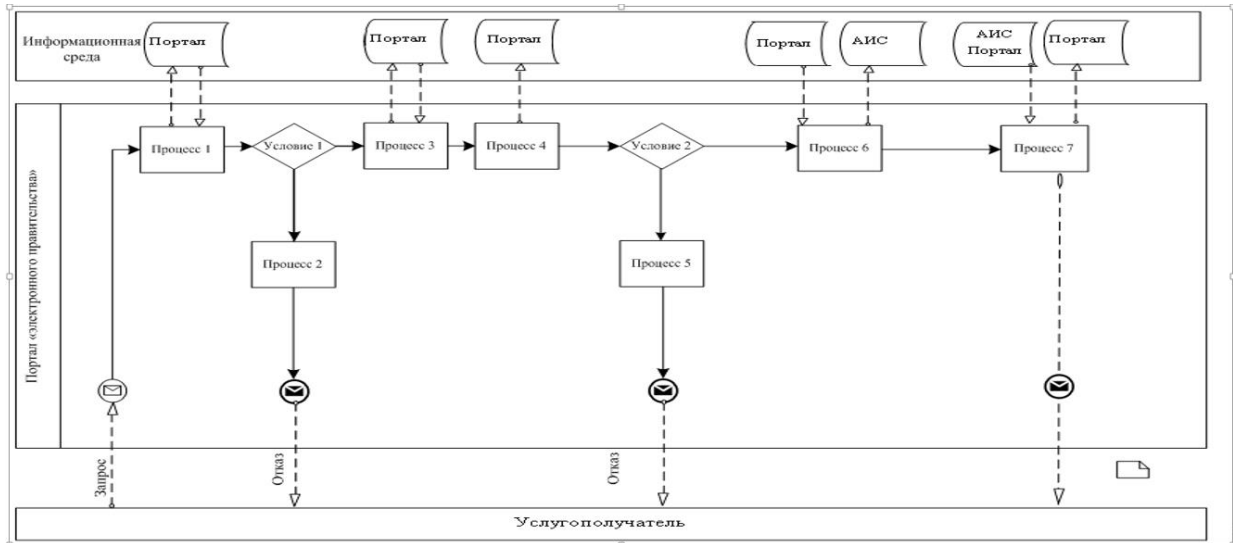 Информационная
среда
Портал
Портал
Портал
Портал
АИС
АИС
Портал
Портал
Портал «электронного правительства»
Процесс 1
Условие 1
Процесс 3
Процесс 4
Условие 2
Процесс 6
Процесс 7
Процесс 2
Процесс 5
Запрос
Отказ
Отказ
Услугополучатель